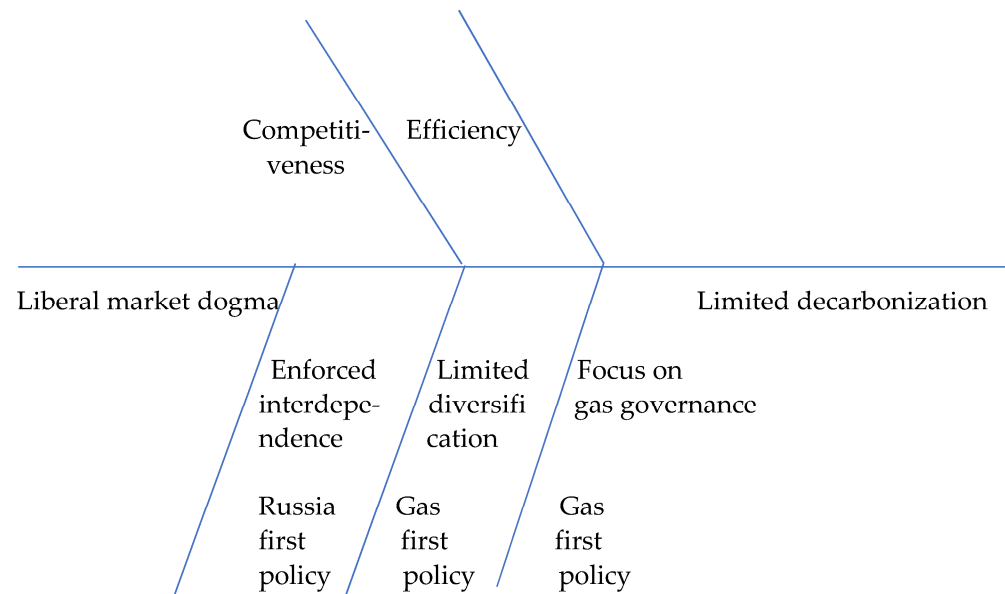 Competiti-
veness
Efficiency
Liberal market dogma
Limited decarbonization
Enforced
interdepe-
ndence
Limited
diversifi
cation
Focus on
gas governance
Russia
first
policy
Gas
first
policy
Gas
first
policy